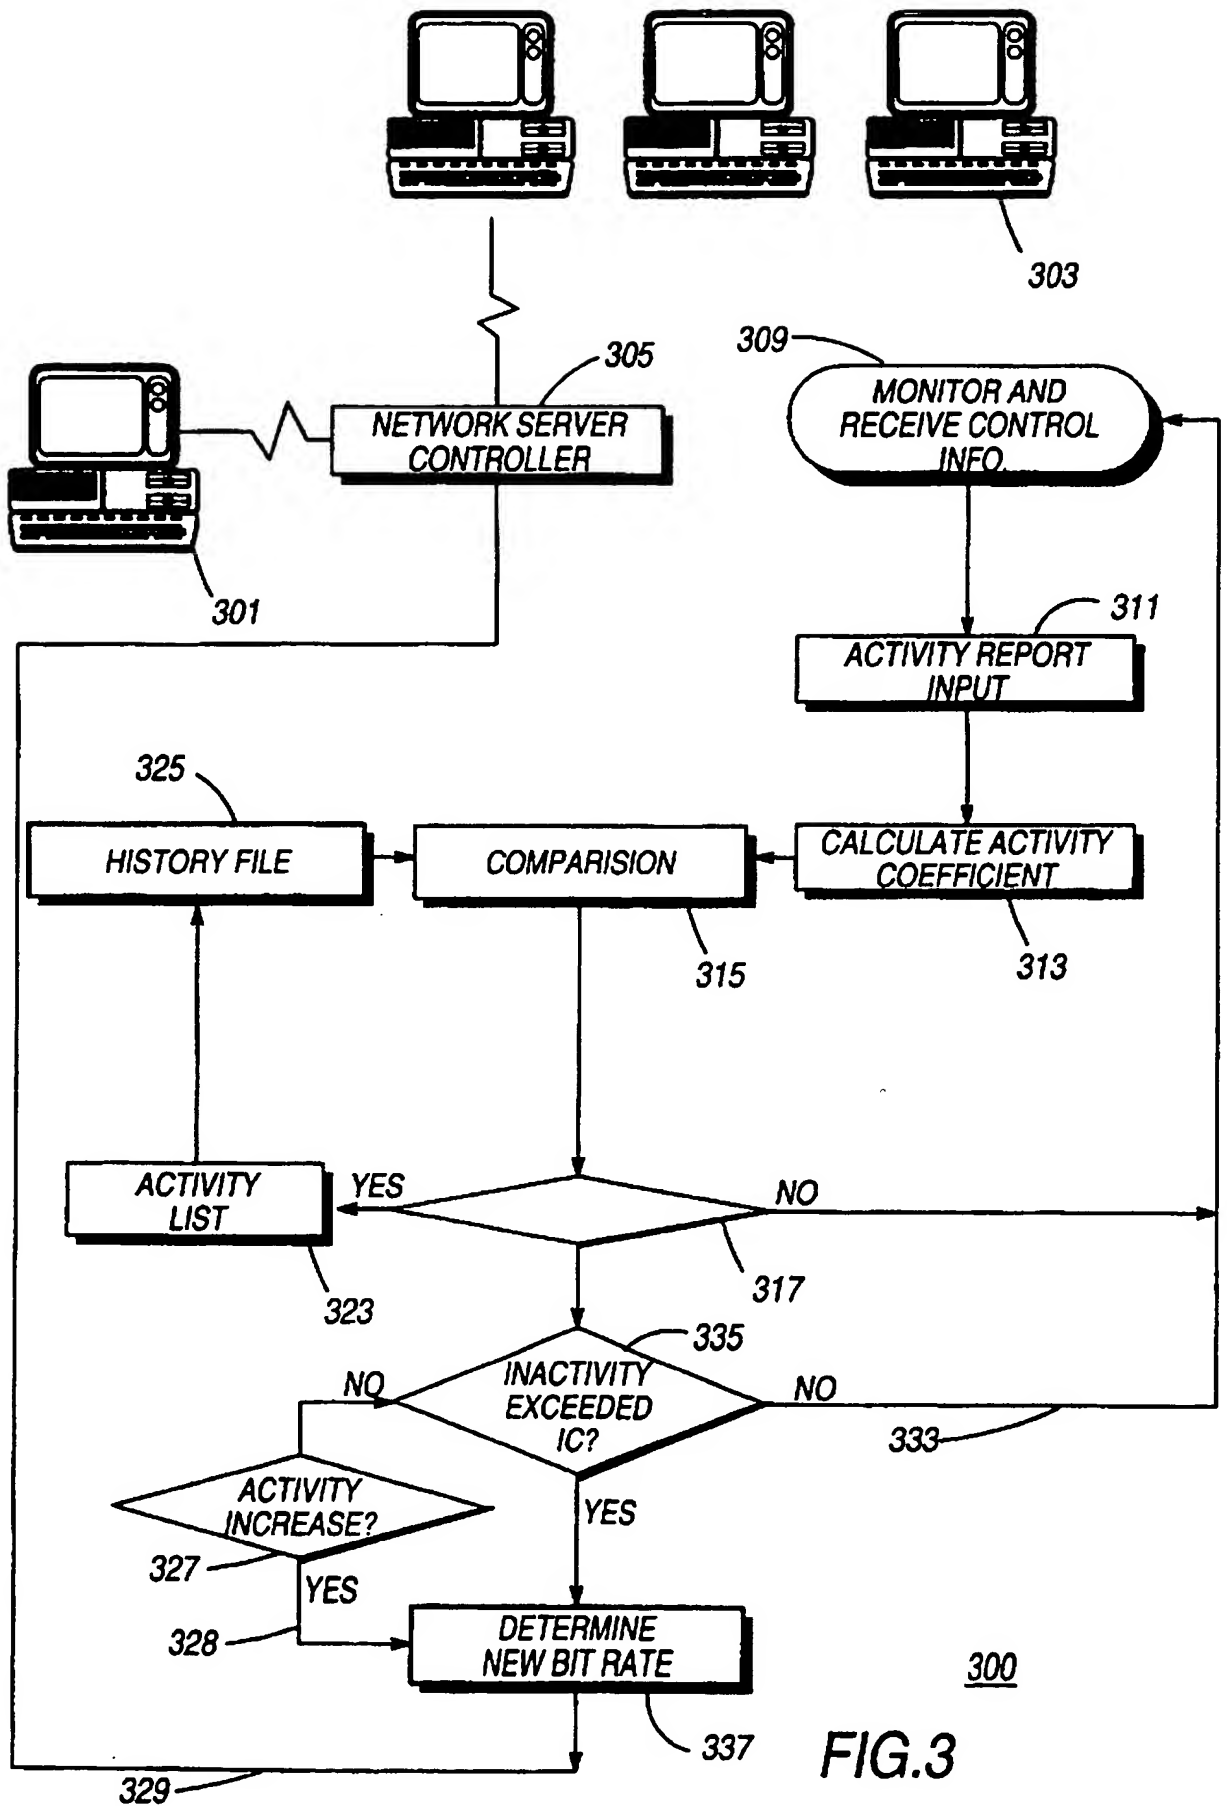 303
305
309
MONITOR AND
RECEIVE CONTROL
INFO.
NETWORK SERVER
CONTROLLER
301
311
ACTIVITY REPORT
INPUT
325
HISTORY FILE
COMPARISION
CALCULATE ACTIVITY
COEFFICIENT
315
313
ACTIVITY
LIST
YES
NO
317
323
335
INACTIVITY
EXCEEDED
IC?
NO
NO
333
ACTIVITY
INCREASE?
YES
327
YES
328
DETERMINE
NEW BIT RATE
300
337
FIG.3
329